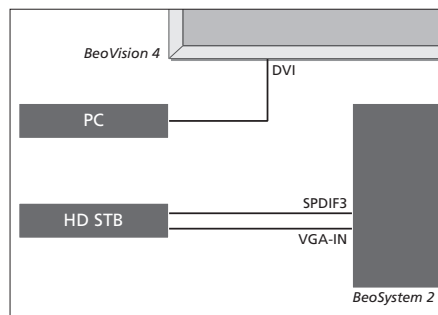 BeoVision 4
DVI
PC
SPDIF3
HD STB
VGA-IN
BeoSystem 2